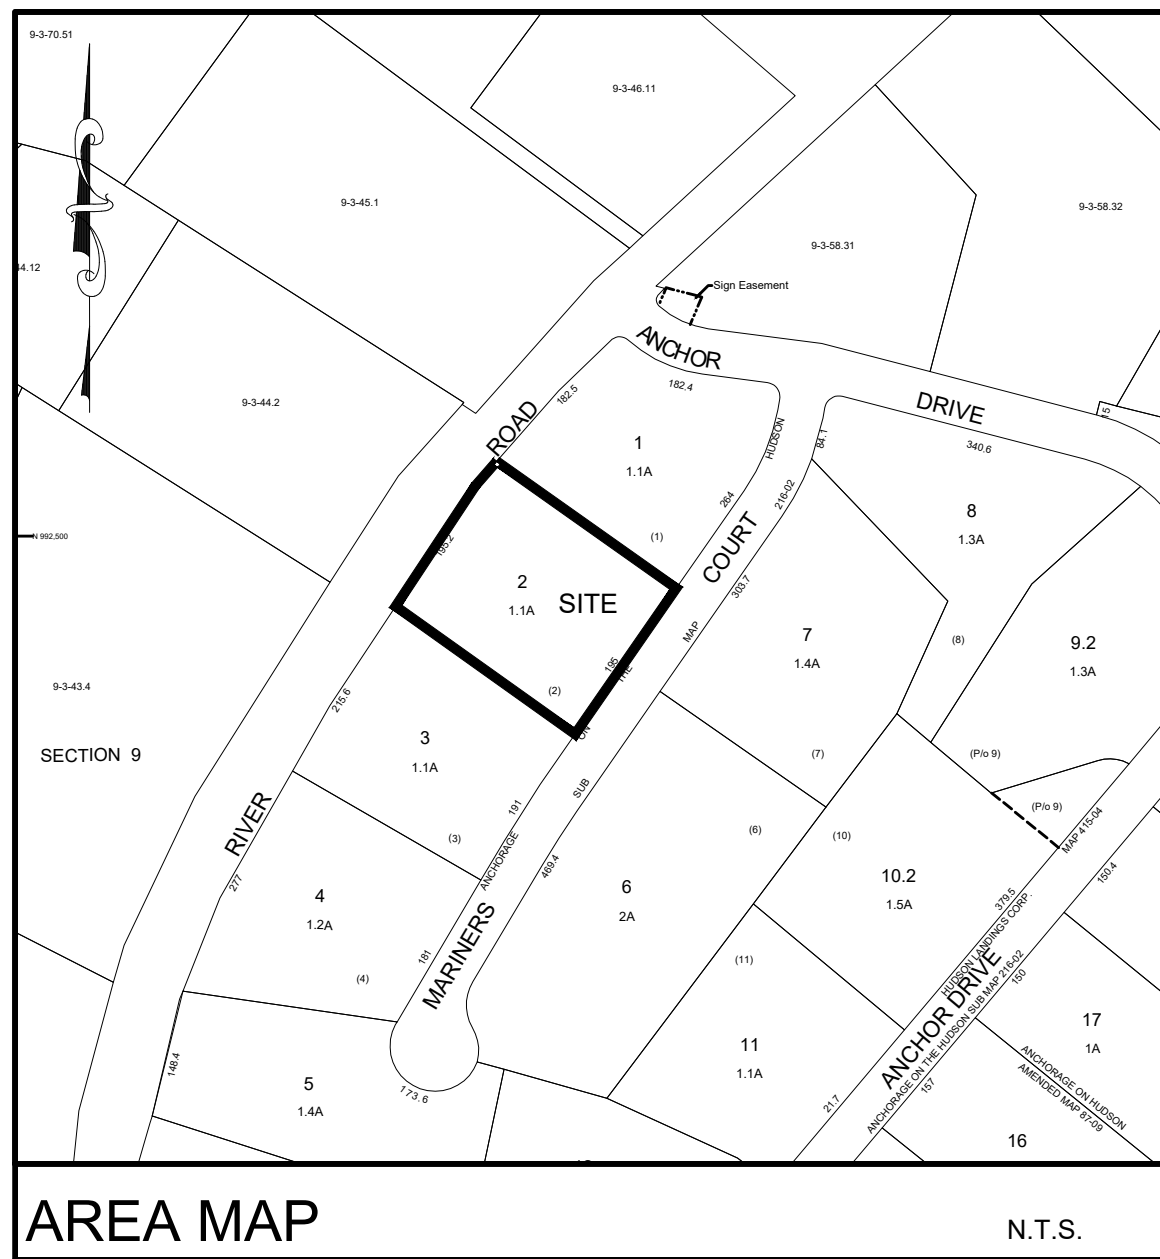 9-3-70.51
9-3-46.11
9-3-45.1
9-3-58.32
9-3-58.31
44.12
Sign Easement
ANCHOR
182.4
182.5
9-3-44.2
ROAD
DRIVE
15
340.6
HUDSON
84.1
1
1.1A
264
216-02
(1)
COURT
8
1.3A
N 992,500
195.2
2
1.1A
SITE
303.7
MAP
7
1.4A
(8)
9.2
1.3A
195
THE
(2)
9-3-43.4
215.6
ON
3
1.1A
SECTION 9
(7)
(P/o 9)
SUB
191
(P/o 9)
RIVER
(3)
(6)
(10)
MAP 415-04
ANCHORAGE
469.4
277
4
1.2A
6
2A
10.2
1.5A
150.4
379.5
HUDSON LANDINGS CORP.
MARINERS
181
(4)
(11)
ANCHOR DRIVE
ANCHORAGE ON THE HUDSON SUB MAP 216-02
150
17
1A
11
1.1A
148.4
5
1.4A
173.6
157
21.7
ANCHORAGE ON HUDSON
AMENDED MAP 87-09
16
AREA MAP
N.T.S.